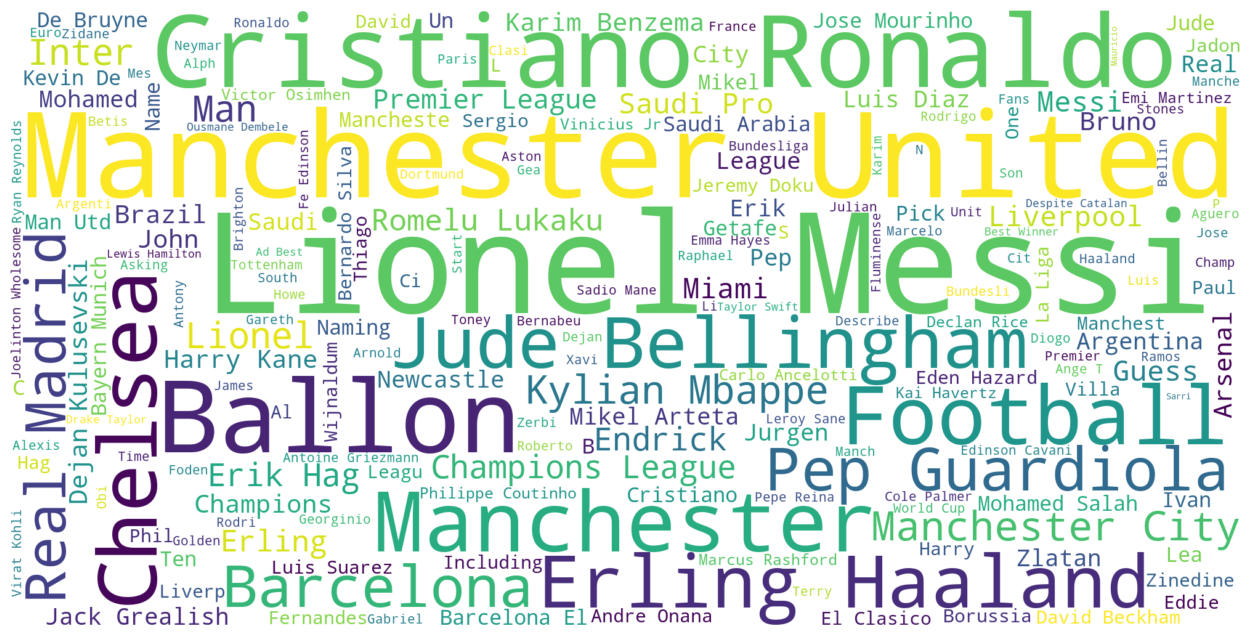 De Bruyne
Ronaldo
David
Un
Karim Benzema
France
Jose Mourinho
Jude
Euro
Zidane
Cristiano Ronaldo
Mauricio
Inter
Neymar
Alph
Paris
Clasi
L
City
Jadon
Real
Kevin De
Mes
Victor Osimhen
Mikel
Manche
Mohamed
Name
Man
Premier League
Saudi Pro
Luis Diaz
Fans
Messi
Emi Martinez
Stones
Betis
Ousmane Dembele
Mancheste
Sergio
Vinicius Jr
Saudi Arabia
Rodrigo
One
Bruno
Manchester United
Ryan Reynolds
Fe Edinson
Bernardo Silva
Aston
Gea
Bundesliga
League
Karim
N
Son
Bellin
Dortmund
Jeremy Doku
Argenti
Man Utd
Brazil
Brighton
Saudi
Thiago
Romelu Lukaku
Erik
Getafe
s
Julian
Fluminense
Pick
Unit
Despite Catalan
Liverpool
P
Aguero
John
Lionel Messi
Emma Hayes
Raphael
Pep
Marcelo
Best Winner
Jose
Lewis Hamilton
Asking
Ad Best
Tottenham
South
Howe
Start
Ci
Sadio Mane
Miami
Li
Taylor Swift
Cit
Haaland
Champ
Bundesli
Luis
Paul
La Liga
Joelinton Wholesome
Real Madrid
Chelsea
Antony
Gareth
Naming
Toney
Bernabeu
Dejan
Describe
Declan Rice
Diogo
Manchest
Argentina
Dejan Kulusevski
Bayern Munich
Lionel
Harry Kane
Arnold
Jude Bellingham
Xavi
Carlo Ancelotti
Eden Hazard
Premier
Ramos
Ange T
Guess
Arsenal
C
James
Ballon
Al
Wijnaldum
Newcastle
Kylian Mbappe
Kai Havertz
Villa
Sarri
Drake Taylor
Zerbi
Mikel Arteta
Leroy Sane
Football
Alexis
Time
Hag
Roberto
B
Endrick
Jurgen
Manch
Edinson Cavani
Obi
Foden
Erik Hag
Antoine Griezmann
Leagu
Champions League
Pep Guardiola
Virat Kohli
Champions
Philippe Coutinho
Cristiano
Pepe Reina
Cole Palmer
World Cup
Mohamed Salah
Ivan
Rodri
Georginio
Phil
Golden
Erling
Manchester
Manchester City
Ten
Luis Suarez
Including
Marcus Rashford
Harry
Zlatan
Lea
Liverp
Barcelona
Erling Haaland
Terry
Zinedine
Eddie
Jack Grealish
Fernandes
Gabriel
Barcelona El
Andre Onana
El Clasico
Borussia
David Beckham